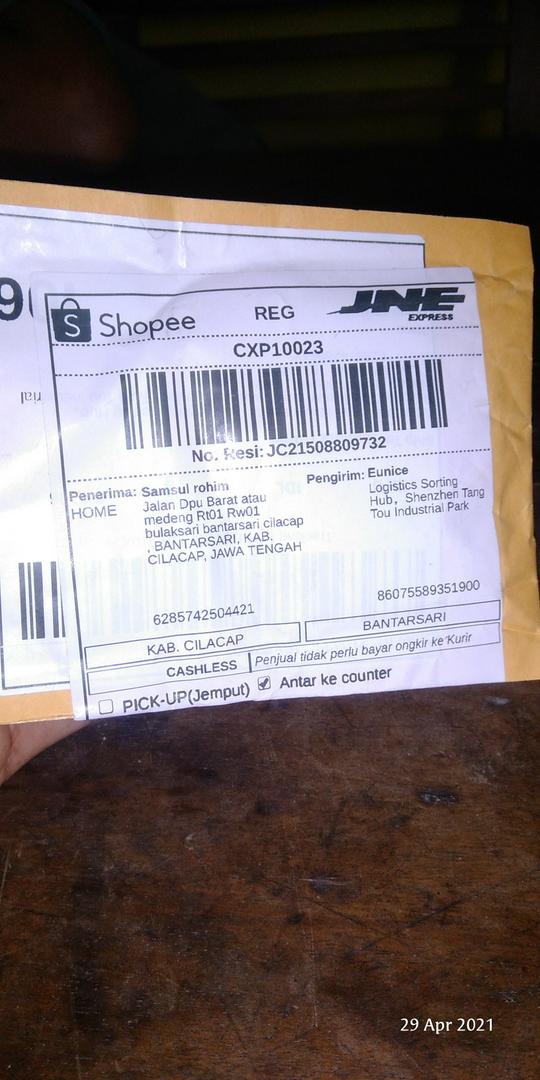 90
Shopee
REG
JNE
EXPRESS
CXP10023
No. Resi: JC21508809732
Penerima: Samsul rohim
HOME
Jalan Dpu Barat atau
medeng Rt01 Rw01
bulaksari bantarsari cilacap
, BANTARSARI, KAB.
CILACAP, JAWA TENGAH
6285742504421
Pengirim: Eunice
Logistics Sorting
Hub, Shenzhen Tang
Tou Industrial Park
86075589351900
KAB. CILACAP
BANTARSARI
CASHLESS
Penjual tidak perlu bayar ongkir ke Kurir
PICK-UP(Jemput)
Antar ke counter
29 Apr 2021